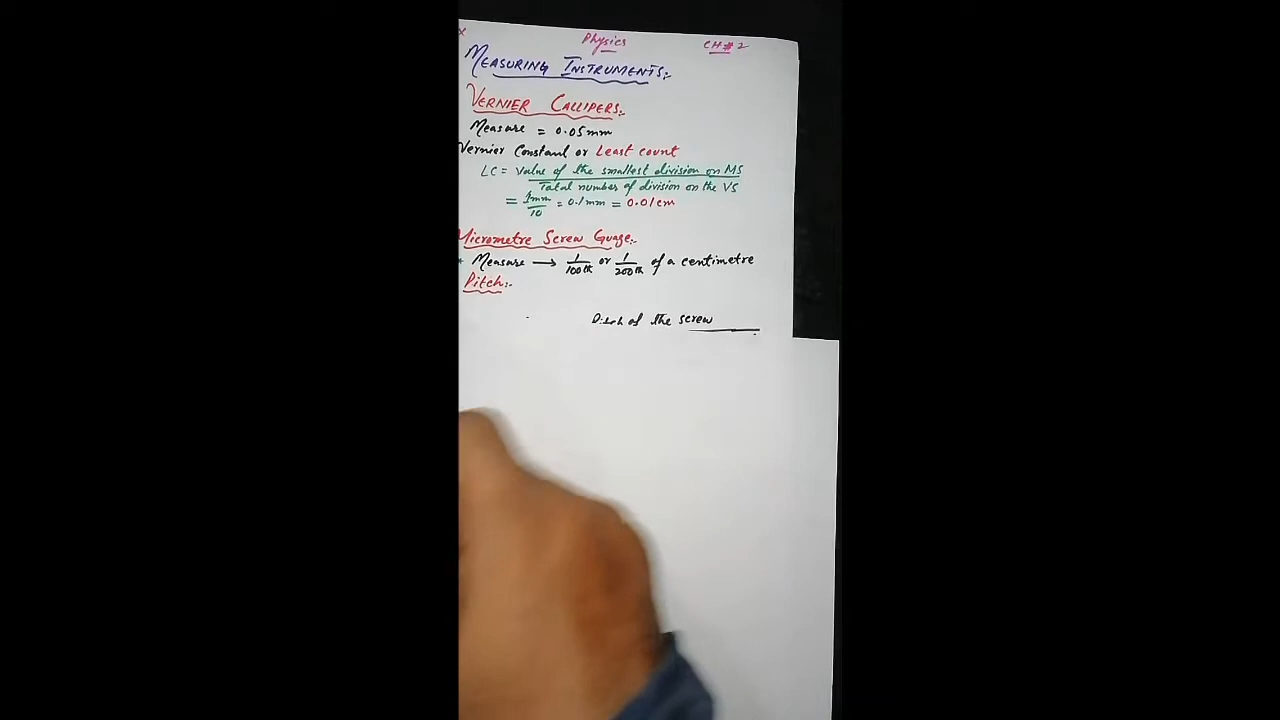 Physics CH#2
MEASURING INSTRUMENTS:-
VERNIER CALLIPERS:-
Measure = 0.05mm
Vernier Constant or Least count
LC = Value of the smallest division on MS
Total number of division on the VS
= 1mm/10 = 0.1mm = 0.01cm
Micrometre Screw Guage:-
* Measure → 1/100th or 1/200th of a centimetre
Pitch:-
of the screw